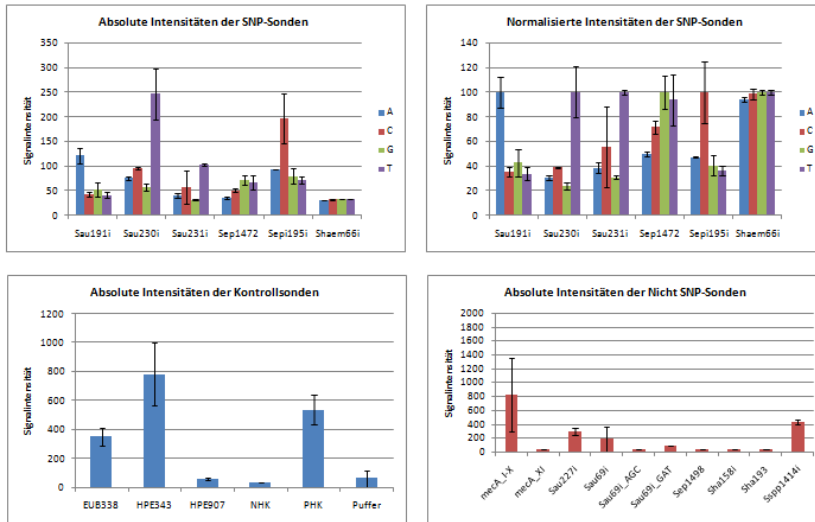 Absolute Intensitäten der SNP-Sonden
350
300
250
200
150
100
50
0
Signalintensität
Sau191i Sau230i Sau231i Sep1472 Sepi195i Shaem66i
A
C
G
T
Normalisierte Intensitäten der SNP-Sonden
140
120
100
80
60
40
20
0
Signalintensität
Sau191i Sau230i Sau231i Sep1472 Sepi195i Shaem66i
A
C
G
T
Absolute Intensitäten der Kontrollsonden
1200
1000
800
600
400
200
0
Signalintensität
EUB338 HPE343 HPE907 NHK PHK Puffer
Absolute Intensitäten der Nicht SNP-Sonden
2000
1800
1600
1400
1200
1000
800
600
400
200
0
Signalintensität
mecA_I-X mecA_XI Sau227i Sau69i Sau69i_AGC Sau69i_GAT Sep1498 Sha158i Sha193 Sspp1414i